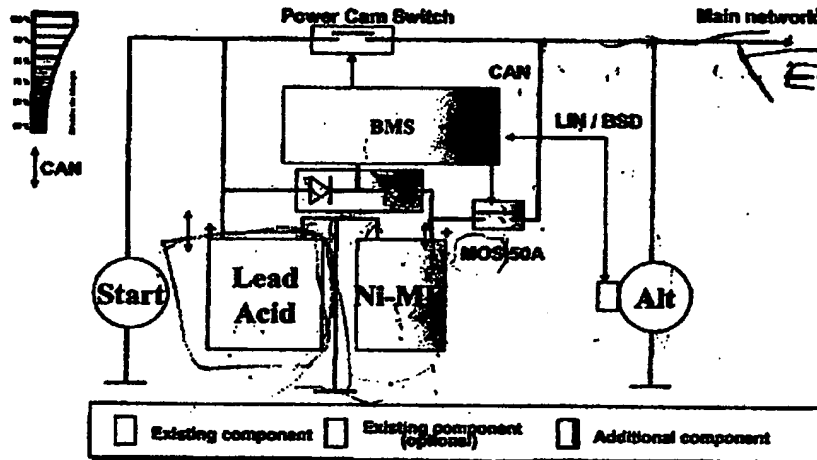 Power Cam Switch
Main network
CAN
BMS
LIN / BSD
CAN
MOS 50A
Start
Lead
Acid
Ni-M
Alt
Existing component
Existing component
(optional)
Additional component